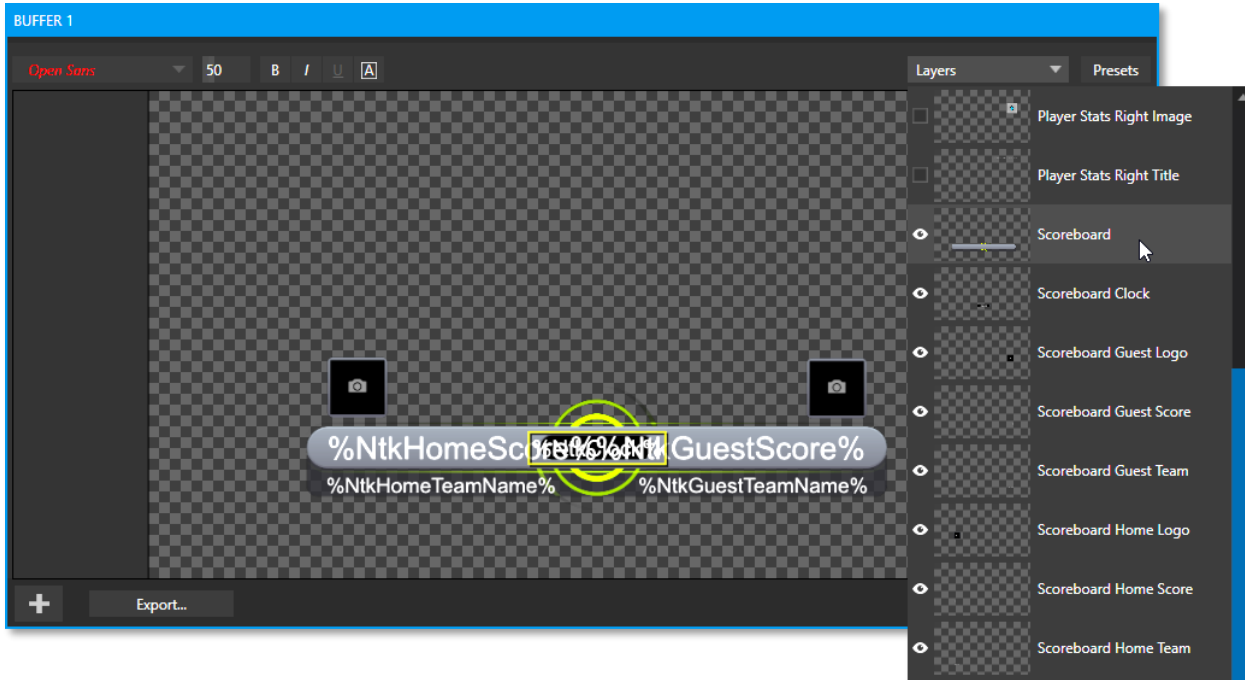 BUFFER 1
Open Sans 50 B I U A Layers Presets
Player Stats Right Image
Player Stats Right Title
Scoreboard
Scoreboard Clock
Scoreboard Guest Logo
Scoreboard Guest Score
Scoreboard Guest Team
Scoreboard Home Logo
Scoreboard Home Score
Scoreboard Home Team
%NtkHomeSco GuestScore%
%NtkHomeTeamName% %NtkGuestTeamName%
Export...